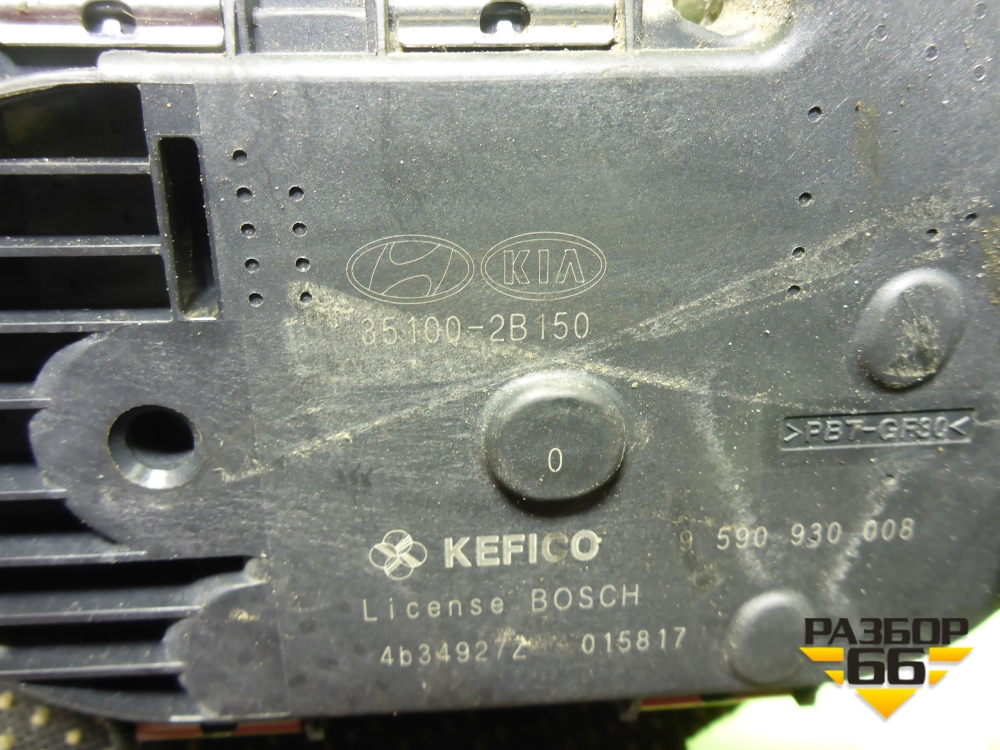 KIA
35100-2B150
>PBT-GF30<
0
KEFICO 9 590 930 008
License BOSCH
4b34927Z 015817
РАЗБОР
66